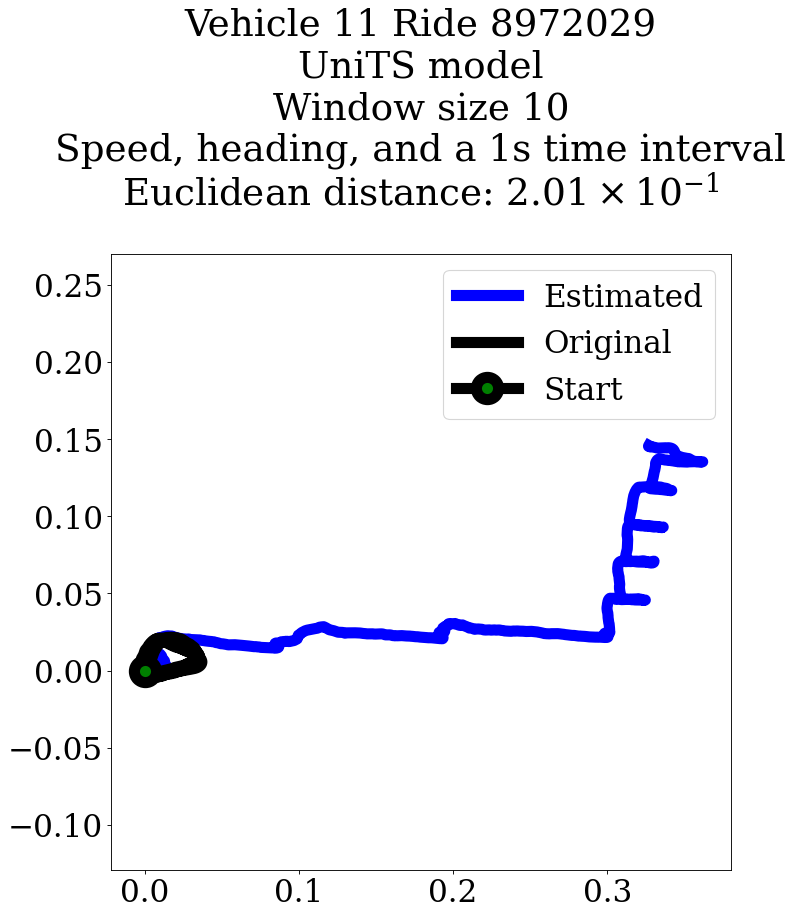 Vehicle 11 Ride 8972029
UniTS model
Window size 10
Speed, heading, and a 1s time interval
Euclidean distance: 2.01 × 10⁻¹
Estimated
Original
Start
0.25
0.20
0.15
0.10
0.05
0.00
−0.05
−0.10
0.0 0.1 0.2 0.3